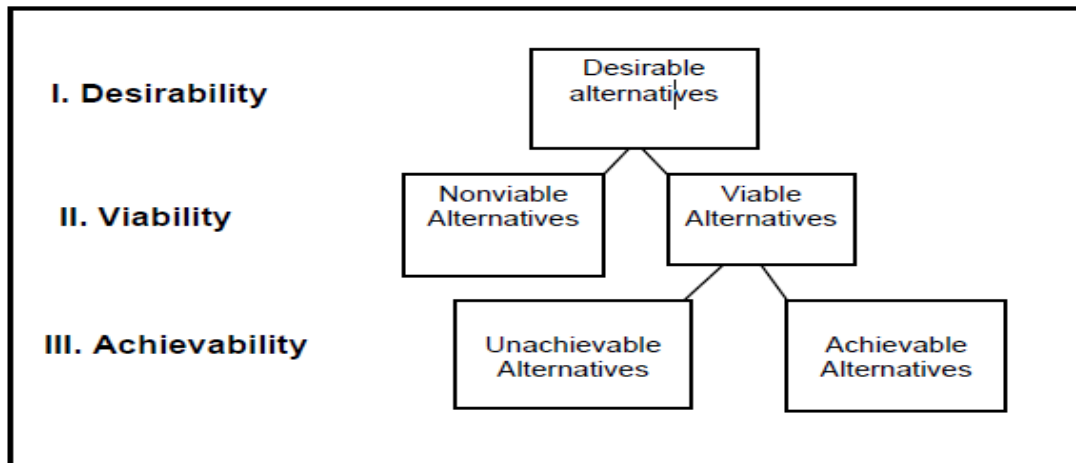 I. Desirability
Desirable
alternatives
II. Viability
Nonviable
Alternatives
Viable
Alternatives
III. Achievability
Unachievable
Alternatives
Achievable
Alternatives